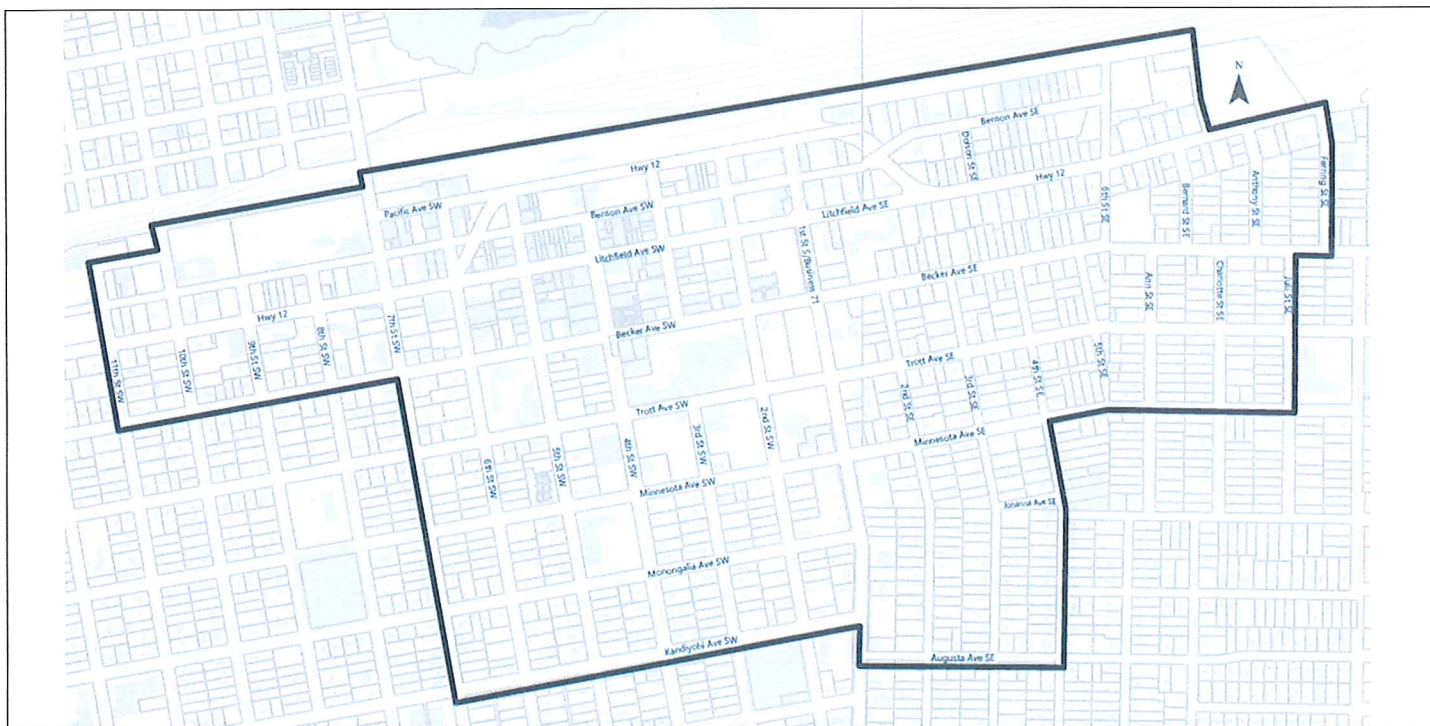 N
Benson Ave SE
Dotson St SE
Hwy 12
Hwy 12
Ferring St SE
Anthony St SE
Bernard St SE
6th St SE
Pacific Ave SW
Benson Ave SW
Litchfield Ave SE
Litchfield Ave SW
1st St S/Business 71
Becker Ave SE
Ann St SE
Charlotte St SE
Juli St SE
Hwy 12
7th St SW
8th St SW
9th St SW
10th St SW
11th St SW
Becker Ave SW
Trott Ave SE
5th St SE
4th St SE
3rd St SE
2nd St SE
Trott Ave SW
2nd St SW
3rd St SW
4th St SW
5th St SW
6th St SW
Minnesota Ave SE
Minnesota Ave SW
Johanna Ave SE
Monongalia Ave SW
Kandiyohi Ave SW
Augusta Ave SE